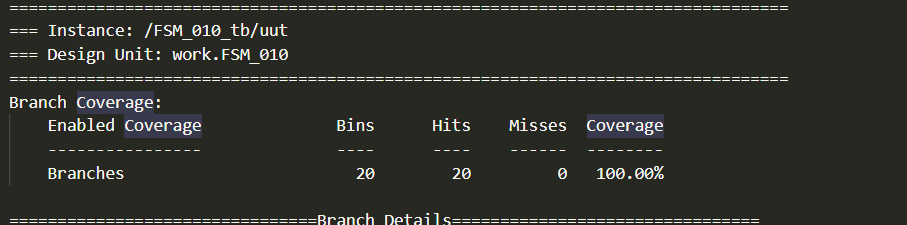 =================================================================================
=== Instance: /FSM_010_tb/uut
=== Design Unit: work.FSM_010
=================================================================================
Branch Coverage:
    Enabled Coverage              Bins      Hits    Misses  Coverage
    ----------------              ----      ----    ------  --------
    Branches                        20        20         0   100.00%
================================Branch Details================================